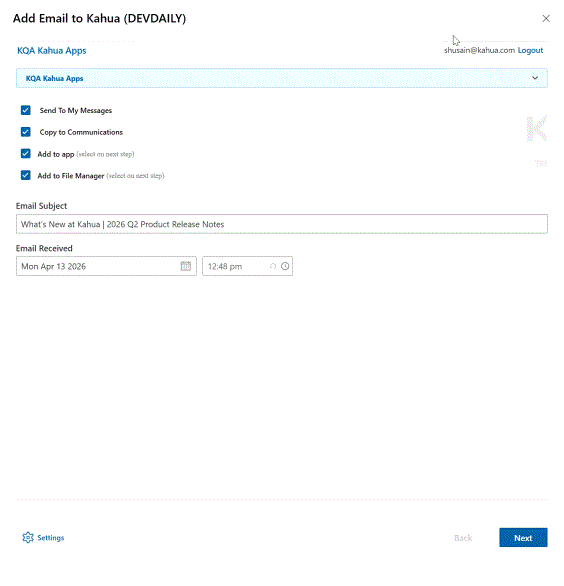 Add Email to Kahua (DEVDAILY)
KQA Kahua Apps
shusain@kahua.com Logout
KQA Kahua Apps
Send To My Messages
Copy to Communications
Add to app (select on next step)
Add to File Manager (select on next step)
Email Subject
What's New at Kahua | 2026 Q2 Product Release Notes
Email Received
Mon Apr 13 2026
12:48 pm
Settings
Back
Next